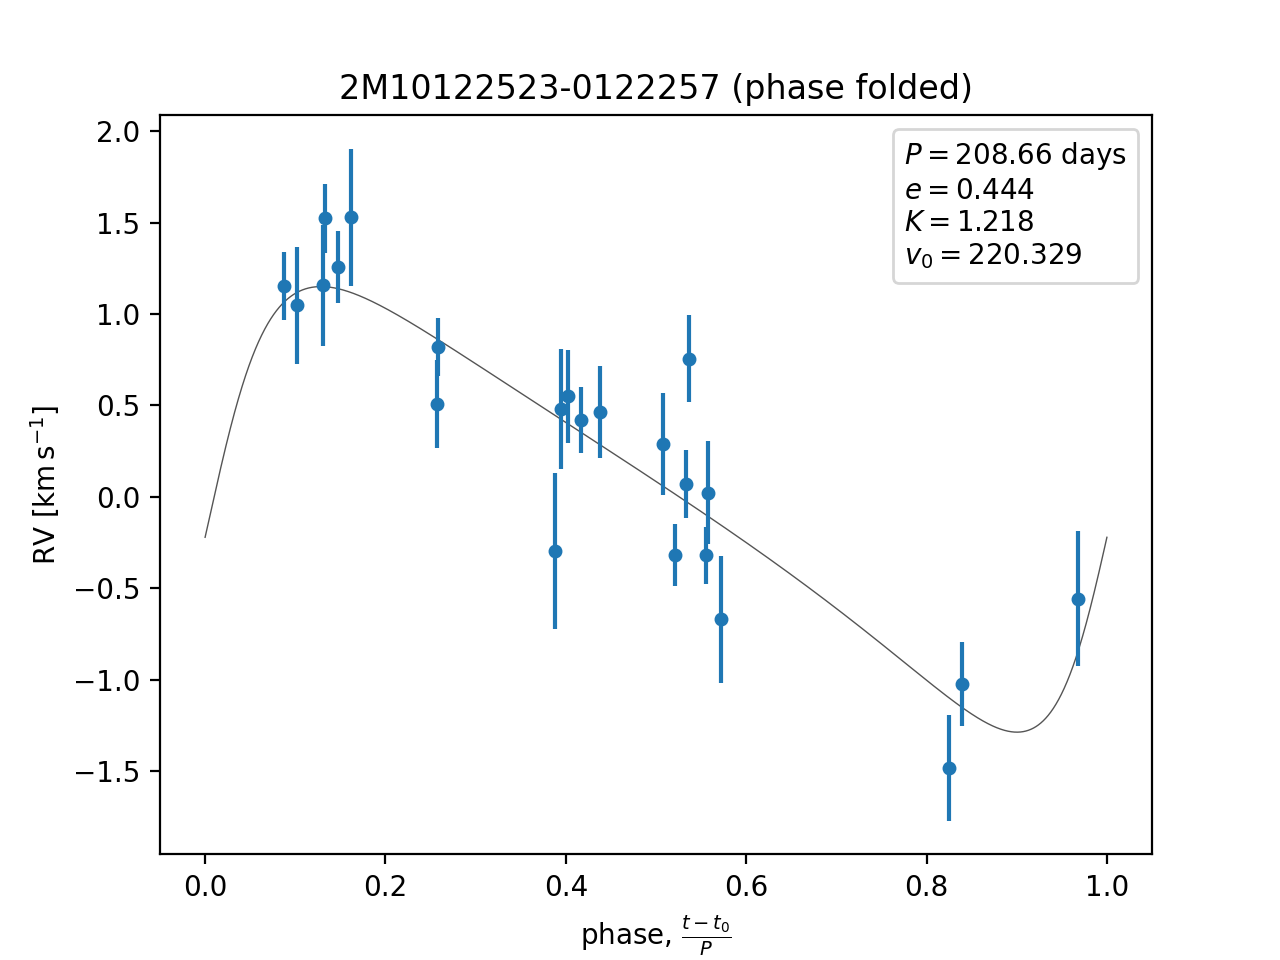 2M10122523-0122257 (phase folded)
P = 208.66 days
e = 0.444
K = 1.218
v₀ = 220.329
RV [km s⁻¹]
2.0
1.5
1.0
0.5
0.0
−0.5
−1.0
−1.5
0.0 0.2 0.4 0.6 0.8 1.0
phase, (t − t₀)/P